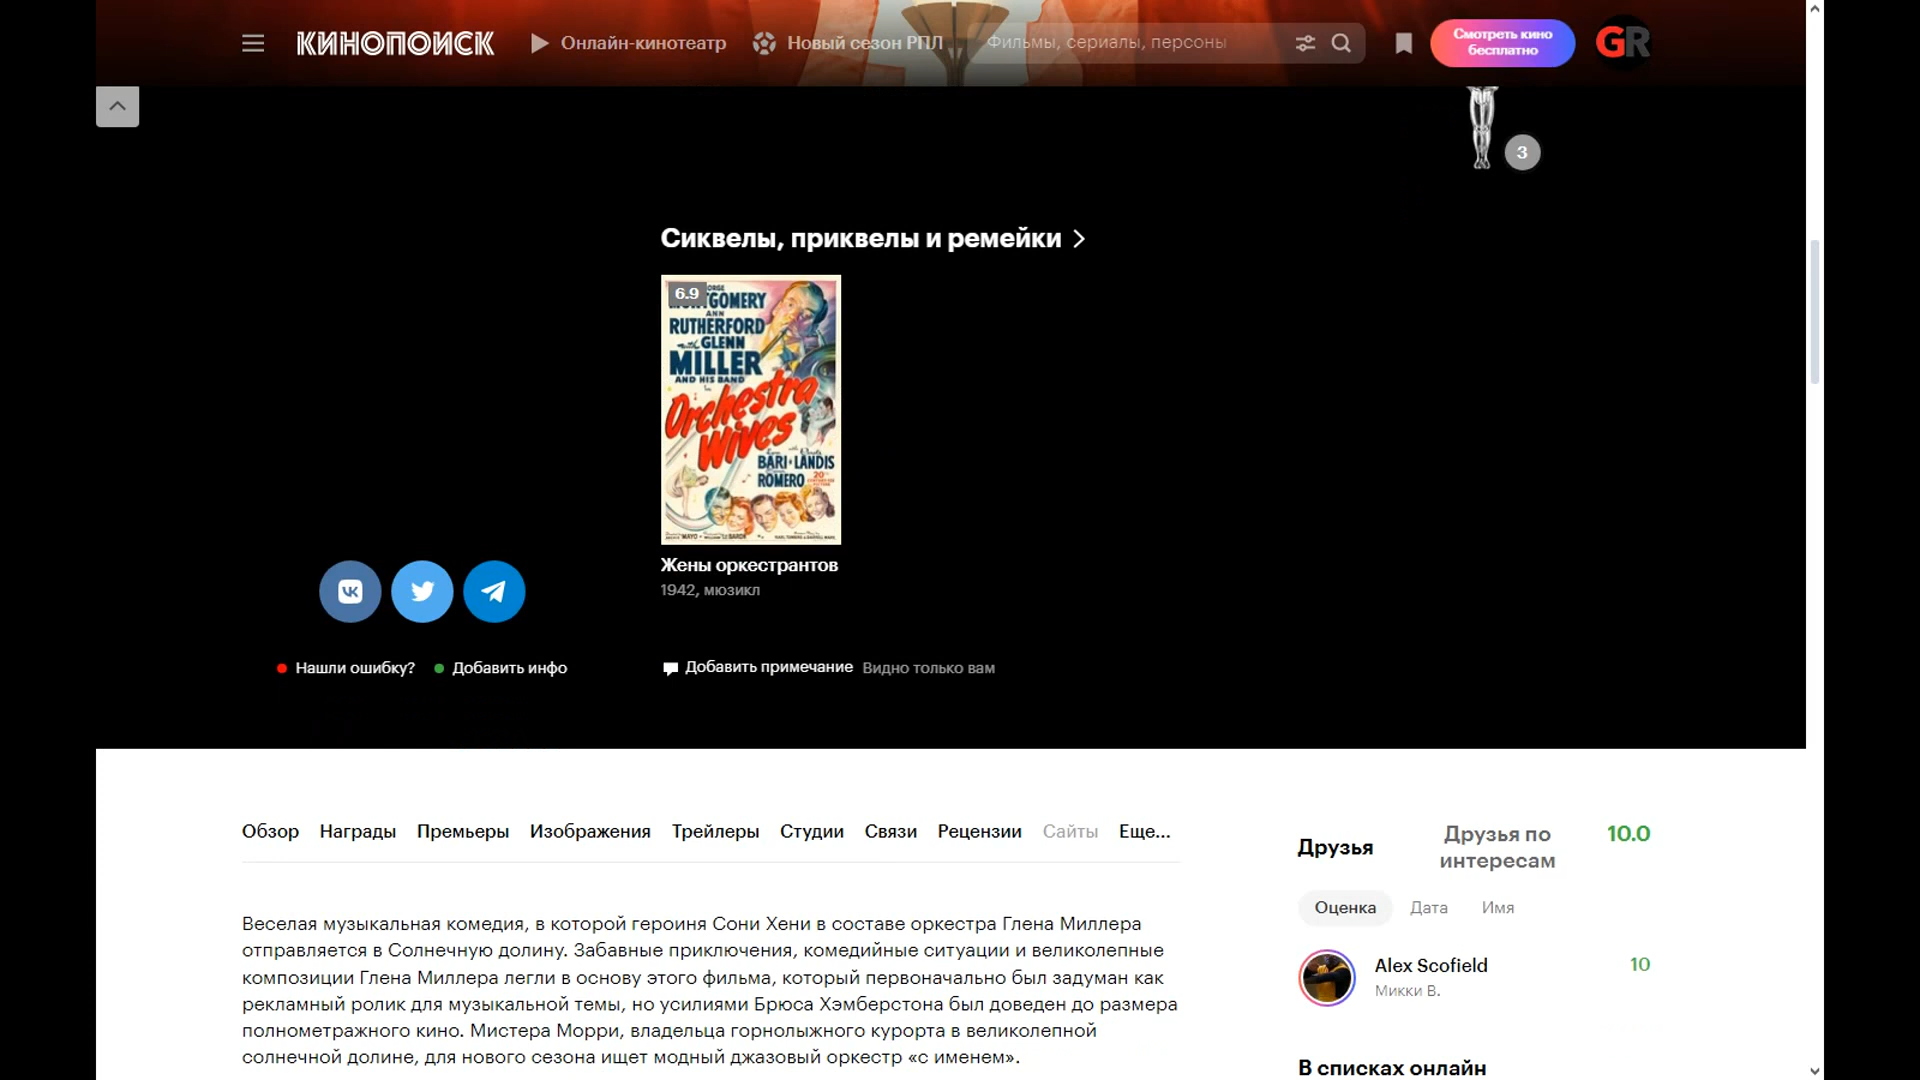 КИНОПОИСК
Онлайн-кинотеатр
Новый сезон РПЛ
Фильмы, сериалы, персоны
Смотреть кино
бесплатно
GR
3
Сиквелы, приквелы и ремейки
6.9
MONTGOMERY
ANN
RUTHERFORD
with GLENN
MILLER
AND HIS BAND
in
Orchestra
Wives
BARI · LANDIS
ROMERO
Жены оркестрантов
1942, мюзикл
Нашли ошибку?
Добавить инфо
Добавить примечание
Видно только вам
Обзор Награды Премьеры Изображения Трейлеры Студии Связи Рецензии Сайты Еще...
Друзья
Друзья по
интересам
10.0
Оценка Дата Имя
Alex Scofield
10
Микки В.
В списках онлайн
Веселая музыкальная комедия, в которой героиня Сони Хени в составе оркестра Глена Миллера
отправляется в Солнечную долину. Забавные приключения, комедийные ситуации и великолепные
композиции Глена Миллера легли в основу этого фильма, который первоначально был задуман как
рекламный ролик для музыкальной темы, но усилиями Брюса Хэмберстона был доведен до размера
полнометражного кино. Мистера Морри, владельца горнолыжного курорта в великолепной
солнечной долине, для нового сезона ищет модный джазовый оркестр «с именем».